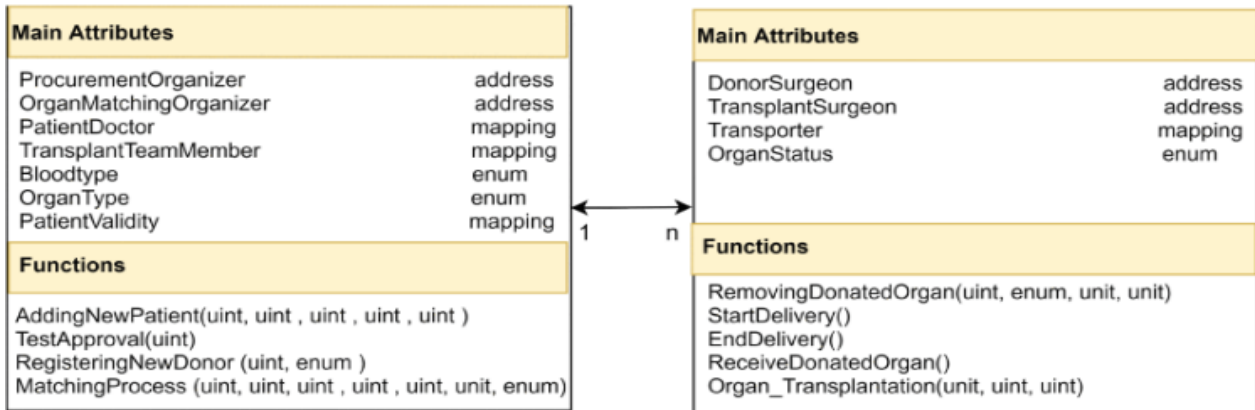 Main Attributes
ProcurementOrganizer address
OrganMatchingOrganizer address
PatientDoctor mapping
TransplantTeamMember mapping
Bloodtype enum
OrganType enum
PatientValidity mapping
Functions
AddingNewPatient(uint, uint , uint , uint , uint )
TestApproval(uint)
RegisteringNewDonor (uint, enum )
MatchingProcess (uint, uint, uint , uint , uint, unit, enum)
1 n
Main Attributes
DonorSurgeon address
TransplantSurgeon address
Transporter mapping
OrganStatus enum
Functions
RemovingDonatedOrgan(uint, enum, unit, unit)
StartDelivery()
EndDelivery()
ReceiveDonatedOrgan()
Organ_Transplantation(unit, uint, uint)